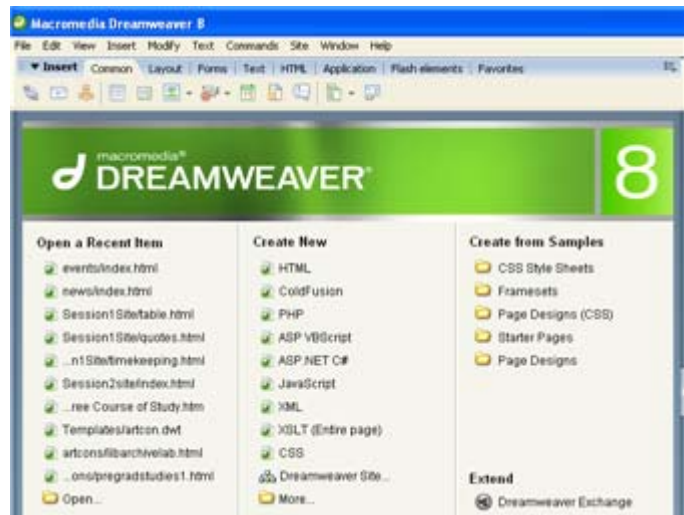 Macromedia Dreamweaver 8
File Edit View Insert Modify Text Commands Site Window Help
Insert Common Layout Forms Text HTML Application Flash elements Favorites
macromedia®
DREAMWEAVER® 8
Open a Recent Item
events/index.html
news/index.html
Session1Site/table.html
Session1Site/quotes.html
...n1Site/timekeeping.html
Session2site/index.html
...ree Course of Study.htm
Templates/artcon.dwt
artcons/libarchivelab.html
...ons/pregradstudies1.html
Open...
Create New
HTML
ColdFusion
PHP
ASP VBScript
ASP.NET C#
JavaScript
XML
XSLT (Entire page)
CSS
Dreamweaver Site...
More...
Create from Samples
CSS Style Sheets
Framesets
Page Designs (CSS)
Starter Pages
Page Designs
Extend
Dreamweaver Exchange